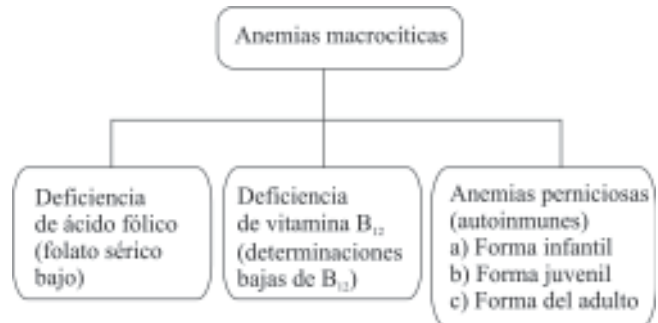 Anemias macrocíticas
Deficiencia
de ácido fólico
(folato sérico
bajo)
Deficiencia
de vitamina B₁₂
(determinaciones
bajas de B₁₂)
Anemias perniciosas
(autoinmunes)
a) Forma infantil
b) Forma juvenil
c) Forma del adulto